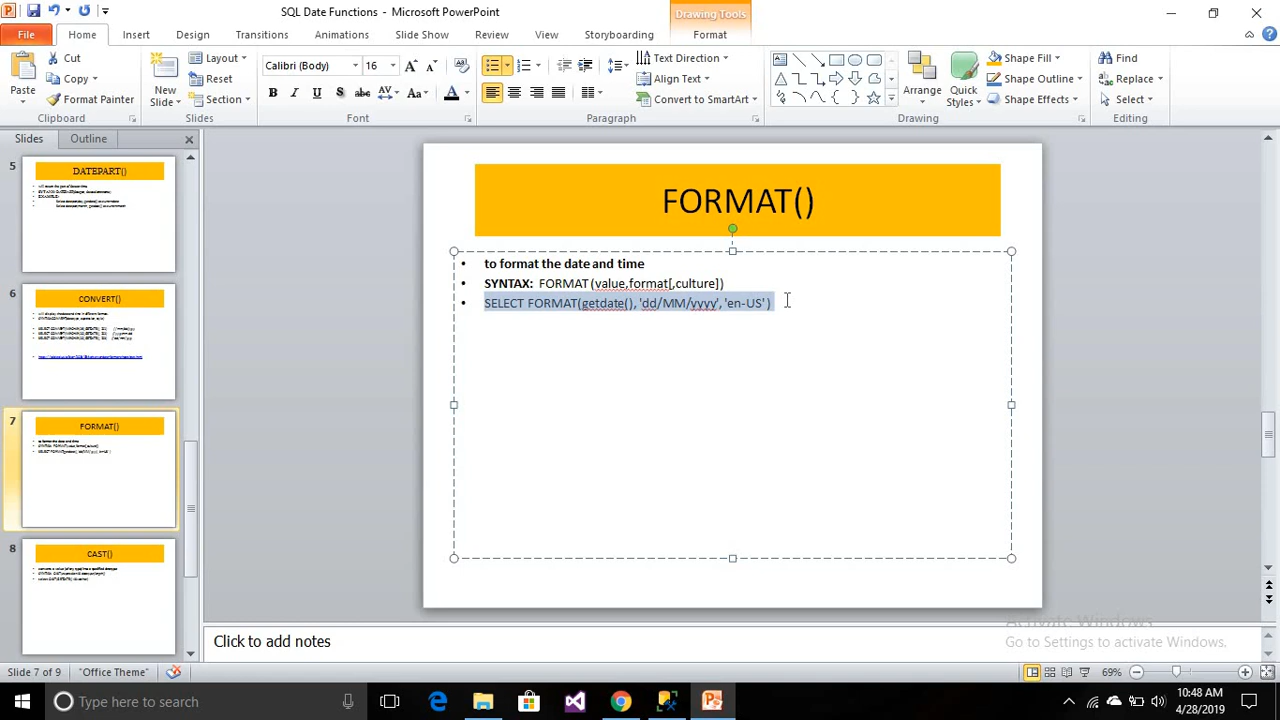 SQL Date Functions - Microsoft PowerPoint
Drawing Tools
File
Home
Insert
Design
Transitions
Animations
Slide Show
Review
View
Storyboarding
Format
Paste
Cut
Copy
Format Painter
Clipboard
New
Slide
Layout
Reset
Section
Slides
Calibri (Body)
16
Font
Text Direction
Align Text
Convert to SmartArt
Paragraph
Arrange
Quick
Styles
Shape Fill
Shape Outline
Shape Effects
Drawing
Find
Replace
Select
Editing
Slides
Outline
5
DATEPART()
6
CONVERT()
7
FORMAT()
8
CAST()
FORMAT()
• to format the date and time
• SYNTAX: FORMAT(value,format[,culture])
• SELECT FORMAT(getdate(), 'dd/MM/yyyy', 'en-US')
Click to add notes
Activate Windows
Go to Settings to activate Windows.
Slide 7 of 9
"Office Theme"
69%
Type here to search
10:48 AM
4/28/2019